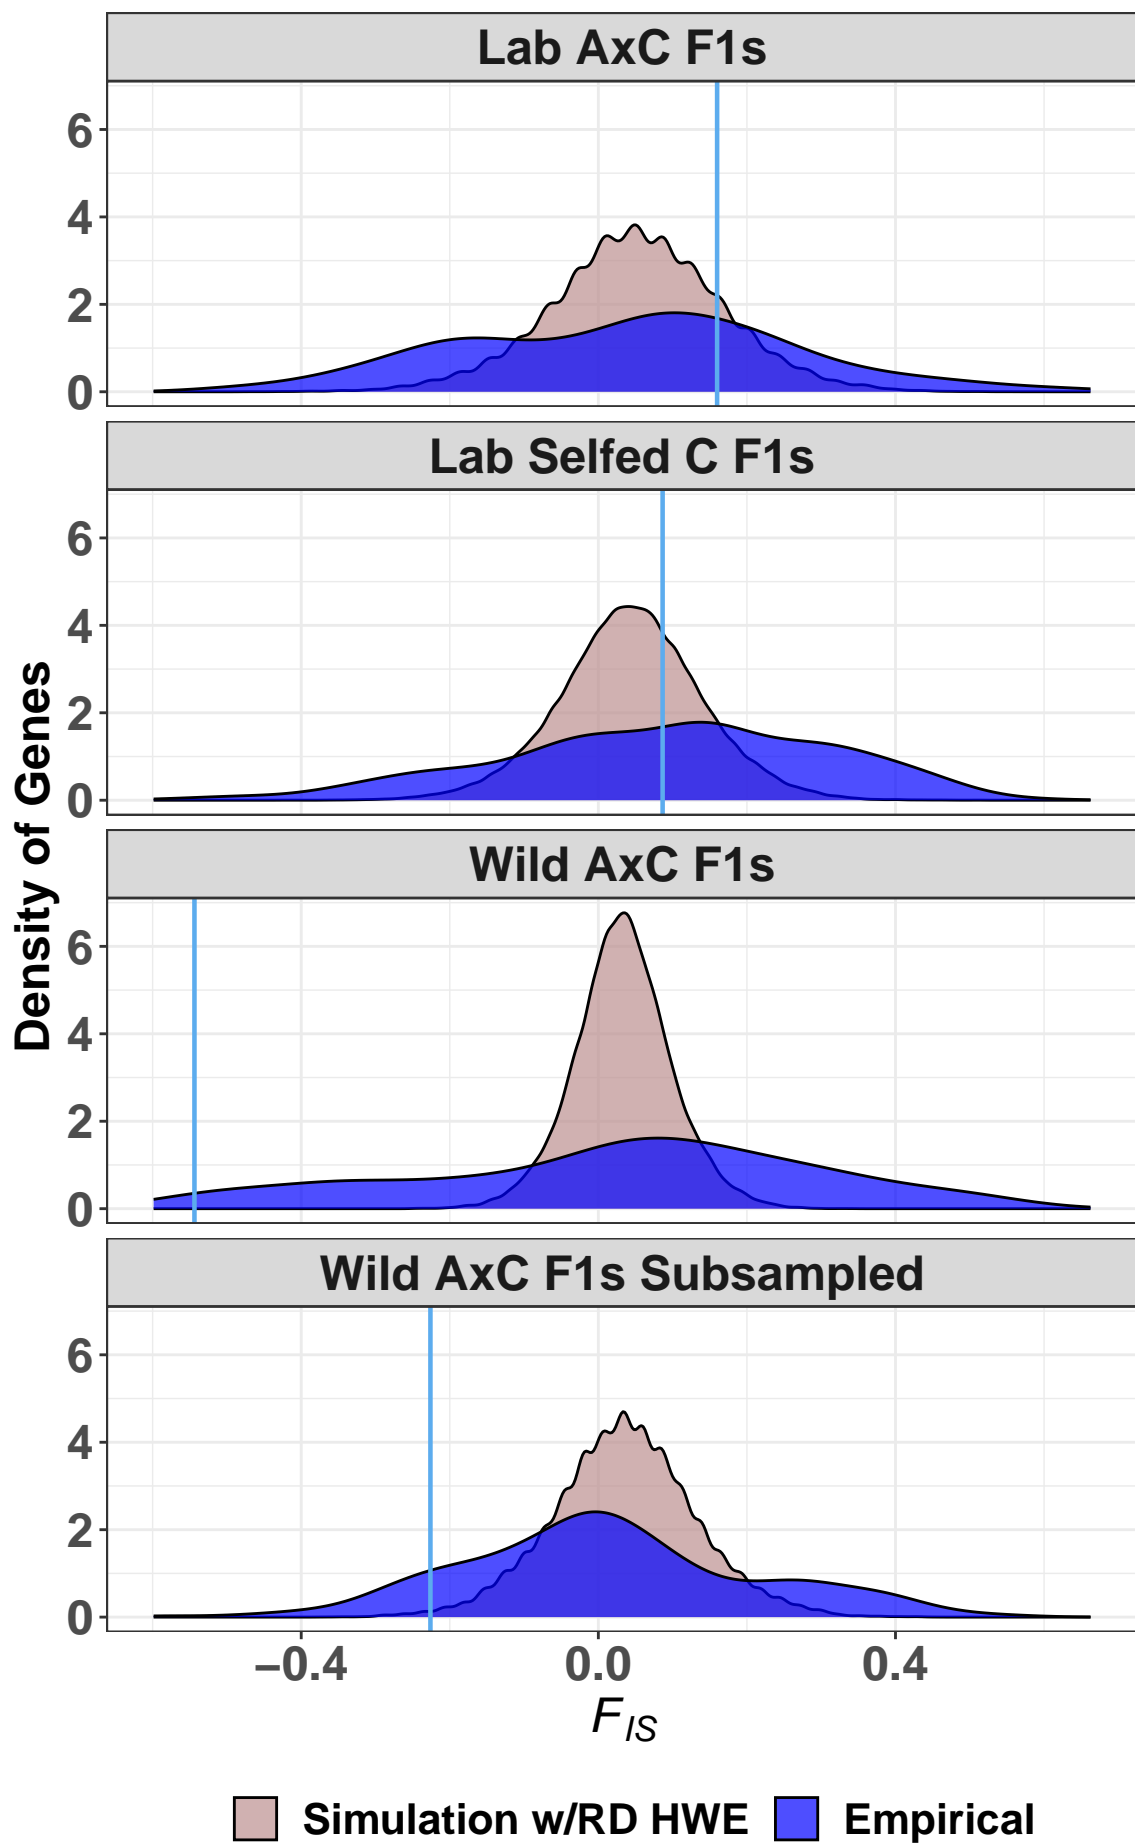 Lab AxC F1s
6
4
2
0
Lab Selfed C F1s
6
4
2
0
Density of Genes
Wild AxC F1s
6
4
2
0
Wild AxC F1s Subsampled
6
4
2
0
−0.4 0.0 0.4
F_IS
Simulation w/RD HWE Empirical